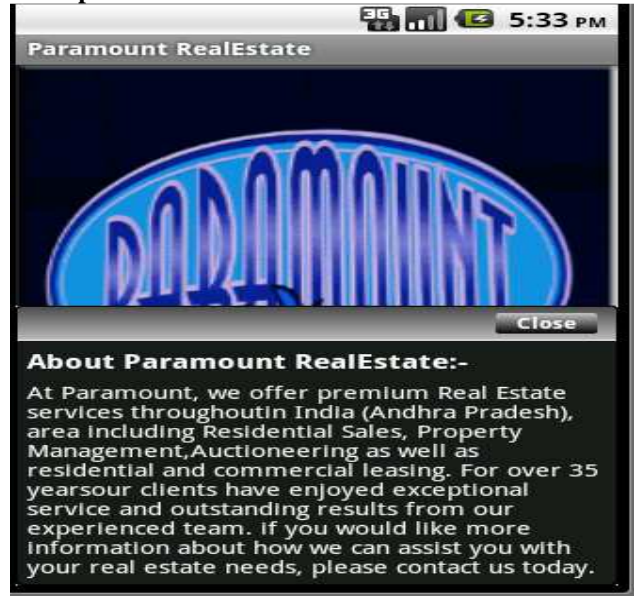 3G 5:33 PM
Paramount RealEstate
PARAMOUNT
Close
About Paramount RealEstate:-
At Paramount, we offer premium Real Estate
services throughoutin India (Andhra Pradesh),
area including Residential Sales, Property
Management,Auctioneering as well as
residential and commercial leasing. For over 35
yearsour clients have enjoyed exceptional
service and outstanding results from our
experienced team. if you would like more
information about how we can assist you with
your real estate needs, please contact us today.